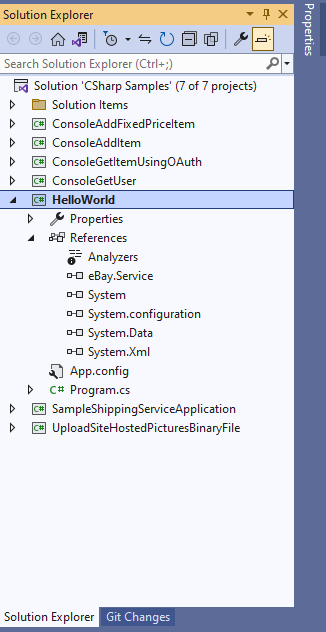 Solution Explorer
Properties
Search Solution Explorer (Ctrl+;)
Solution 'CSharp Samples' (7 of 7 projects)
Solution Items
C# ConsoleAddFixedPriceItem
C# ConsoleAddItem
C# ConsoleGetItemUsingOAuth
C# ConsoleGetUser
C# HelloWorld
Properties
References
Analyzers
eBay.Service
System
System.configuration
System.Data
System.Xml
App.config
C# Program.cs
C# SampleShippingServiceApplication
C# UploadSiteHostedPicturesBinaryFile
Solution Explorer
Git Changes